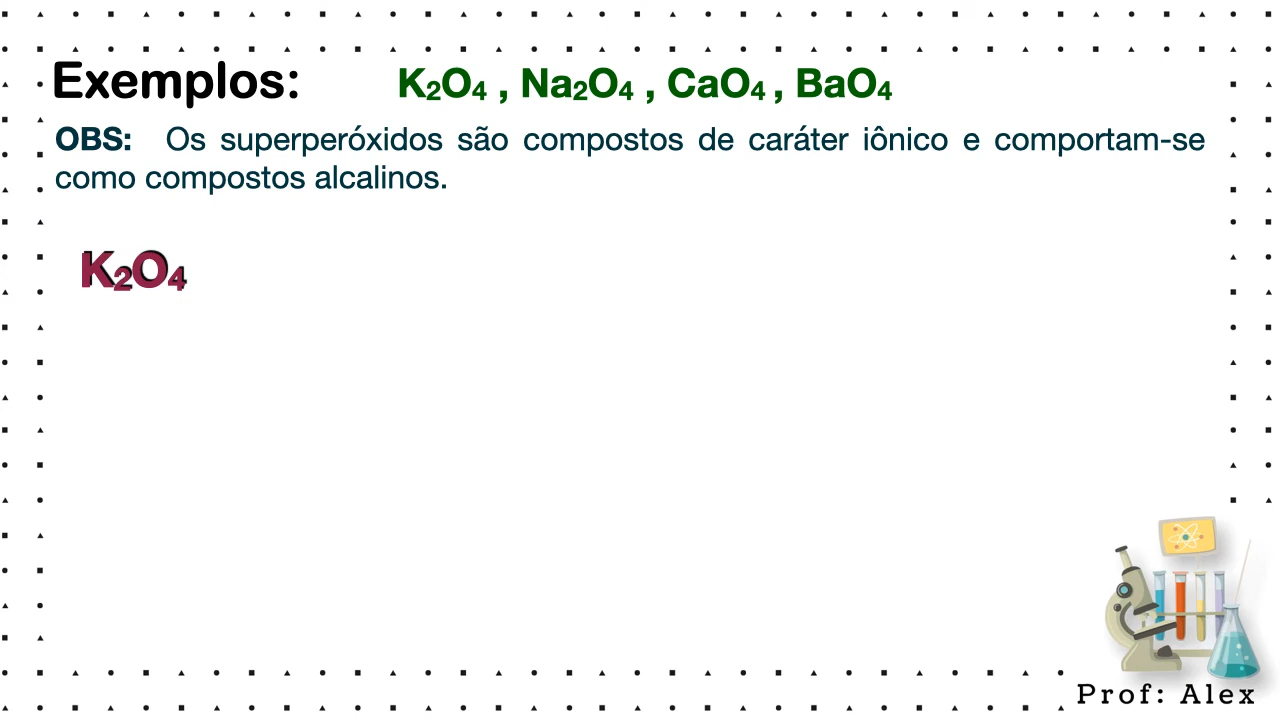 Exemplos: K₂O₄ , Na₂O₄ , CaO₄ , BaO₄
OBS: Os superperóxidos são compostos de caráter iônico e comportam-se
como compostos alcalinos.
K₂O₄
Prof: Alex